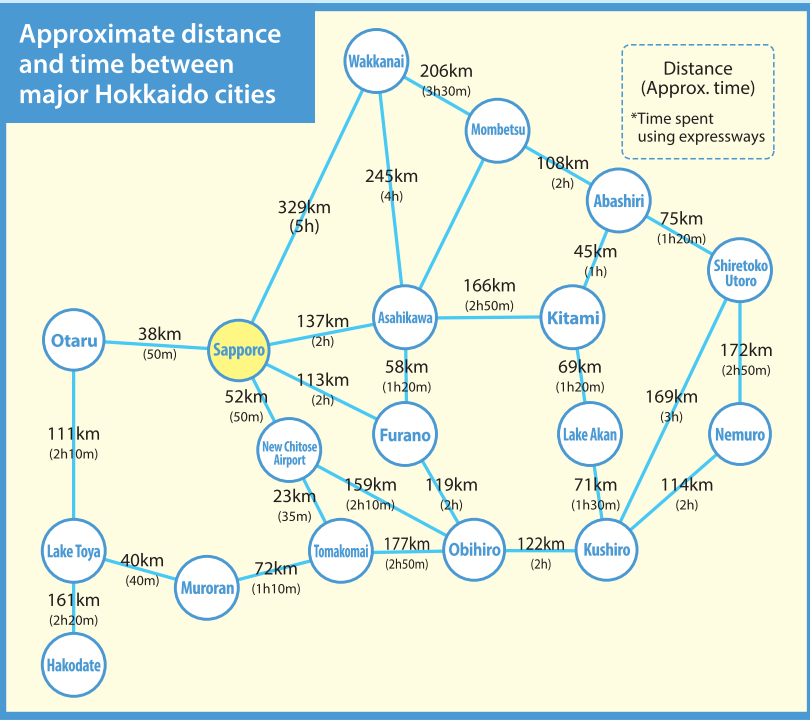 Approximate distance
and time between
major Hokkaido cities
Distance
(Approx. time)
*Time spent
using expressways
Wakkanai
206km
(3h30m)
Mombetsu
108km
(2h)
245km
(4h)
Abashiri
329km
(5h)
75km
(1h20m)
45km
(1h)
Shiretoko
Utoro
166km
(2h50m)
Otaru
38km
(50m)
Sapporo
137km
(2h)
Asahikawa
Kitami
172km
(2h50m)
113km
(2h)
58km
(1h20m)
69km
(1h20m)
52km
(50m)
169km
(3h)
111km
(2h10m)
New Chitose
Airport
Furano
Lake Akan
Nemuro
23km
(35m)
159km
(2h10m)
119km
(2h)
71km
(1h30m)
114km
(2h)
Lake Toya
40km
(40m)
Muroran
72km
(1h10m)
Tomakomai
177km
(2h50m)
Obihiro
122km
(2h)
Kushiro
161km
(2h20m)
Hakodate